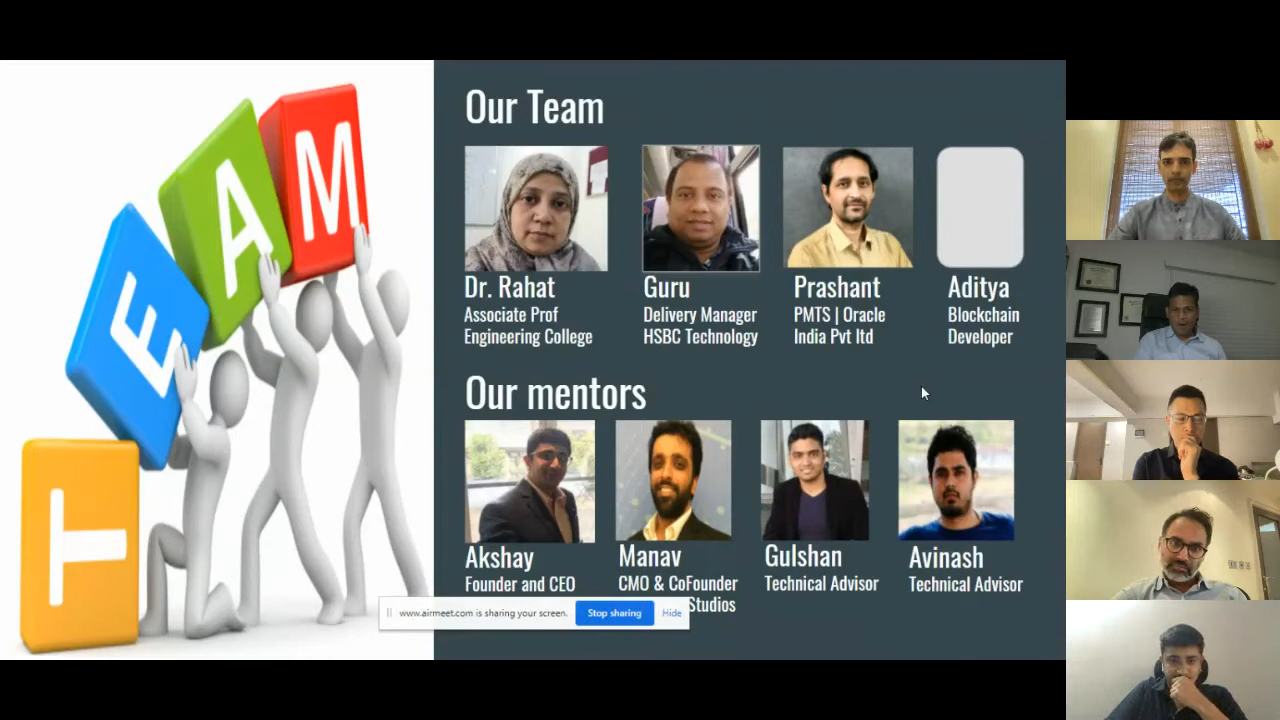 TEAM
Our Team
Dr. Rahat
Associate Prof
Engineering College
Guru
Delivery Manager
HSBC Technology
Prashant
PMTS | Oracle
India Pvt ltd
Aditya
Blockchain
Developer
Our mentors
Akshay
Founder and CEO
Manav
CMO & CoFounder
Studios
Gulshan
Technical Advisor
Avinash
Technical Advisor
www.airmeet.com is sharing your screen.
Stop sharing
Hide